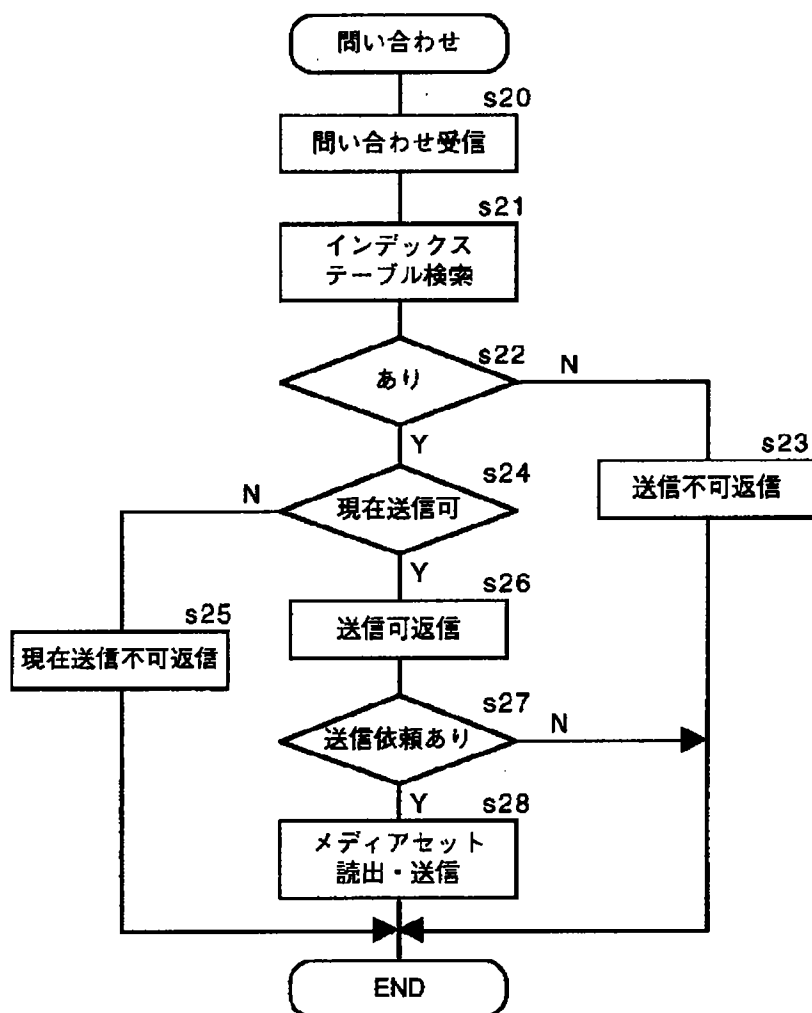 問い合わせ
s20
問い合わせ受信
s21
インデックス
テーブル検索
s22
あり
N
Y
s23
送信不可返信
s24
現在送信可
N
Y
s25
現在送信不可返信
s26
送信可返信
s27
送信依頼あり
N
Y
s28
メディアセット
読出・送信
END